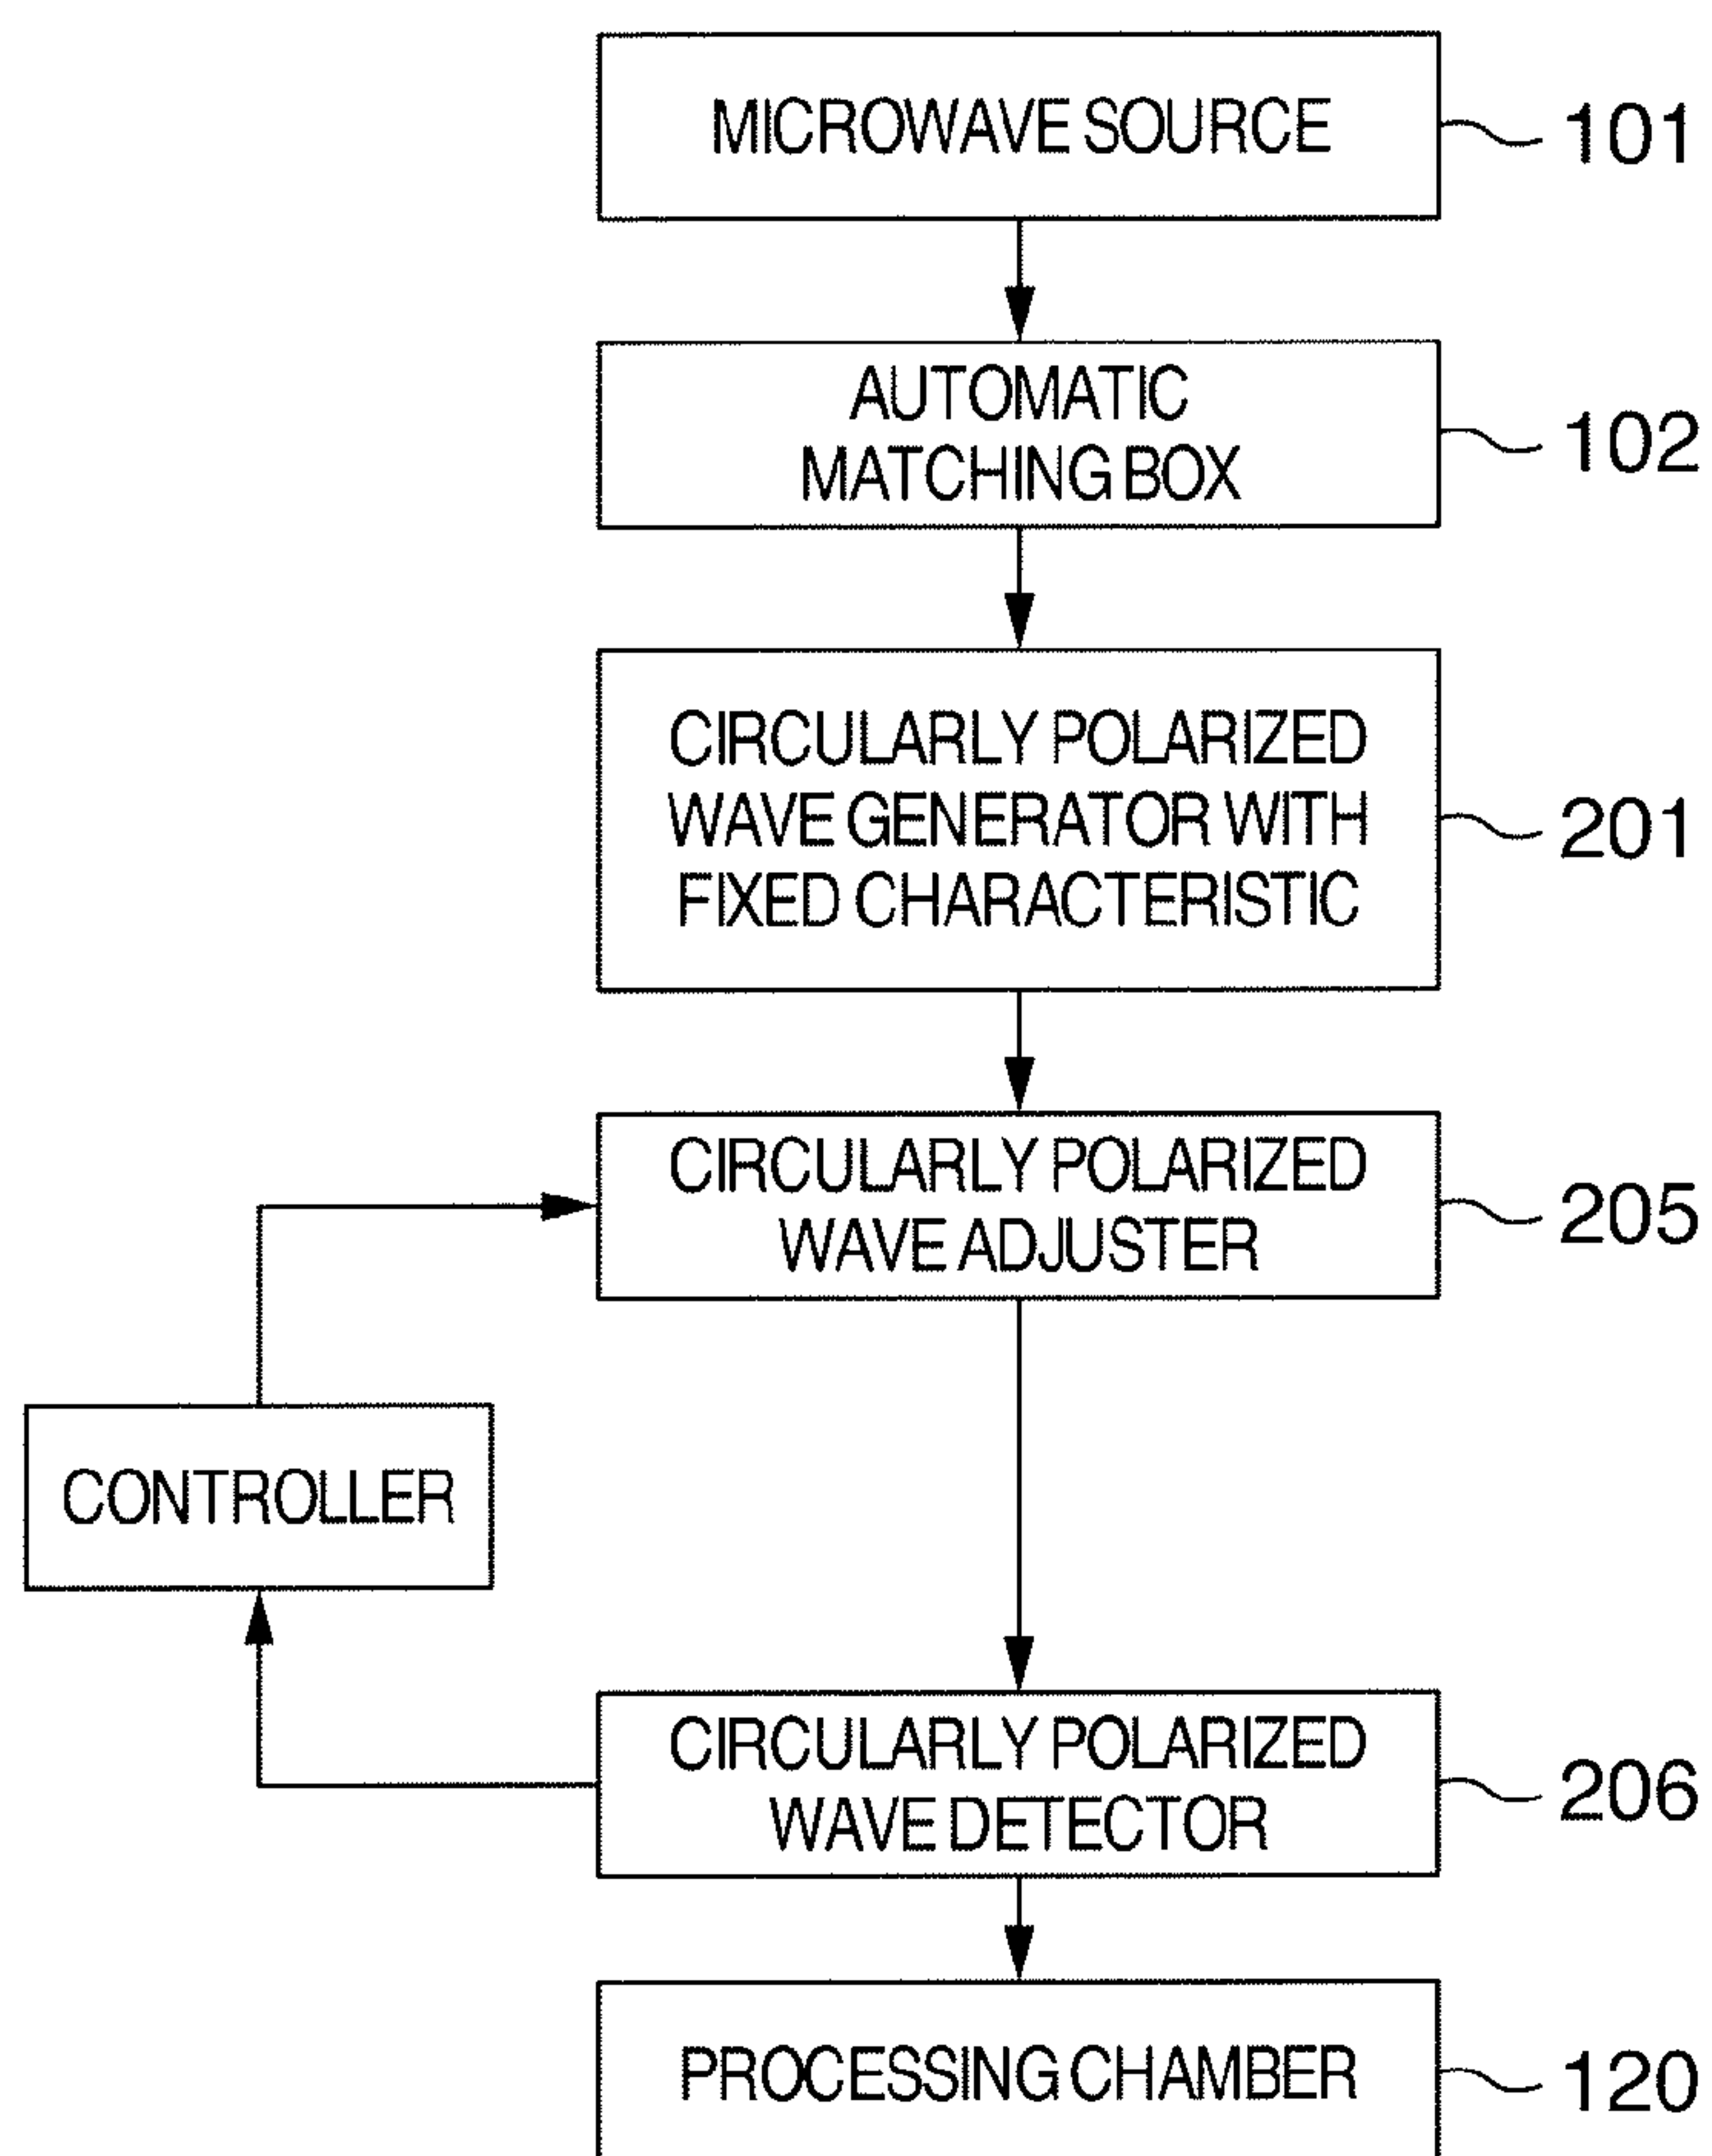 MICROWAVE SOURCE
101
AUTOMATIC
MATCHING BOX
102
CIRCULARLY POLARIZED
WAVE GENERATOR WITH
FIXED CHARACTERISTIC
201
CIRCULARLY POLARIZED
WAVE ADJUSTER
205
CONTROLLER
CIRCULARLY POLARIZED
WAVE DETECTOR
206
PROCESSING CHAMBER
120